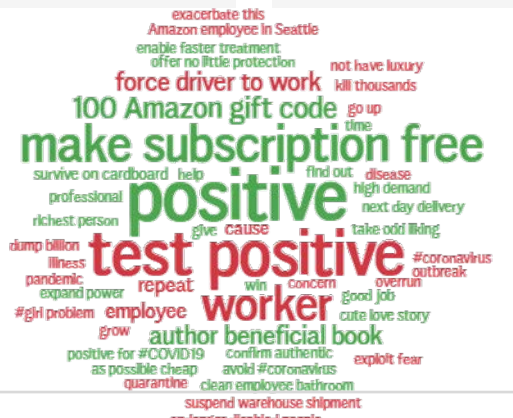 exacerbate this
Amazon employee in Seattle
enable faster treatment
offer no little protection
not have luxury
force driver to work
kill thousands
100 Amazon gift code
go up
time
make subscription free
survive on cardboard
help
find out
disease
professional
positive
high demand
next day delivery
richest person
give
cause
take odd liking
dump billion
test positive
#coronavirus
illness
outbreak
pandemic
repeat
win
concern
overrun
expand power
worker
good job
#girl problem
employee
cute love story
grow
author beneficial book
positive for #COVID19
confirm authentic
exploit fear
as possible cheap
avoid #coronavirus
quarantine
clean employee bathroom
suspend warehouse shipment